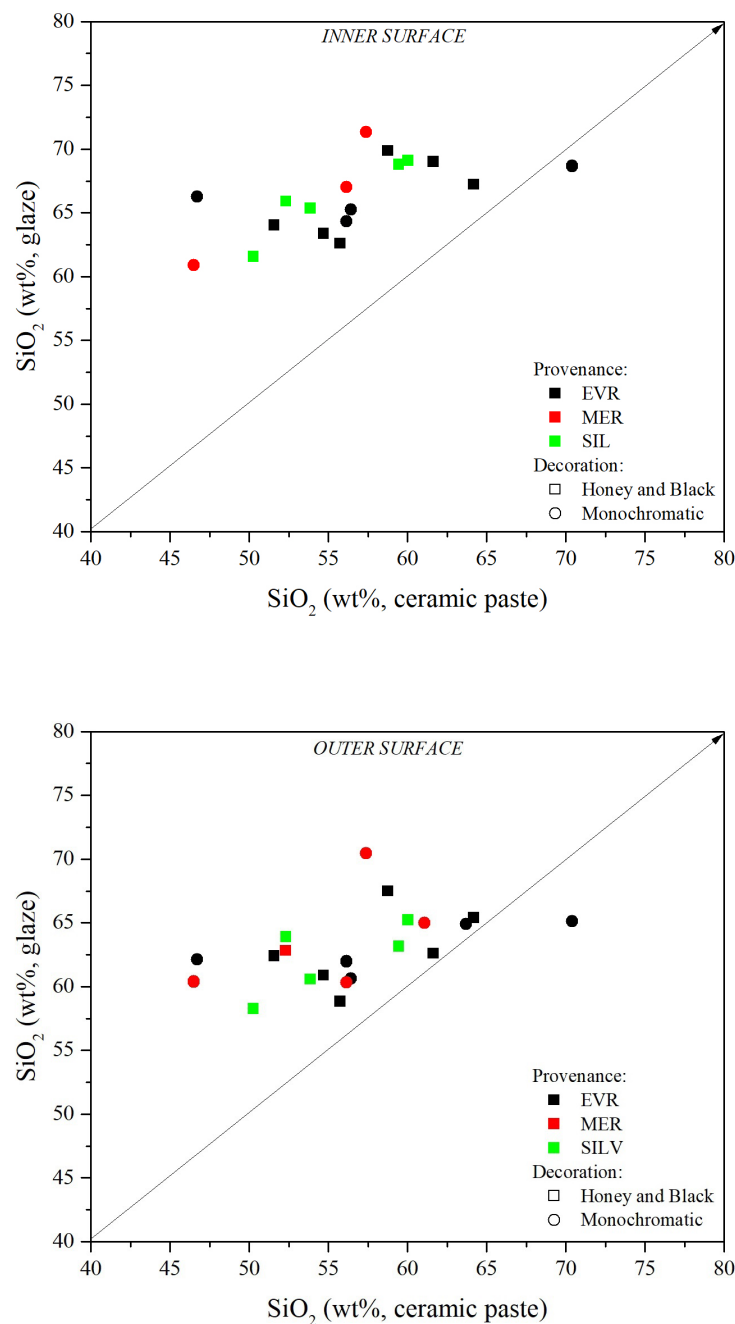 INNER SURFACE
80
75
70
65
60
55
50
45
40
SiO₂ (wt%, glaze)
Provenance:
EVR
MER
SIL
Decoration:
Honey and Black
Monochromatic
40 45 50 55 60 65 70 75 80
SiO₂ (wt%, ceramic paste)
OUTER SURFACE
80
75
70
65
60
55
50
45
40
SiO₂ (wt%, glaze)
Provenance:
EVR
MER
SILV
Decoration:
Honey and Black
Monochromatic
40 45 50 55 60 65 70 75 80
SiO₂ (wt%, ceramic paste)